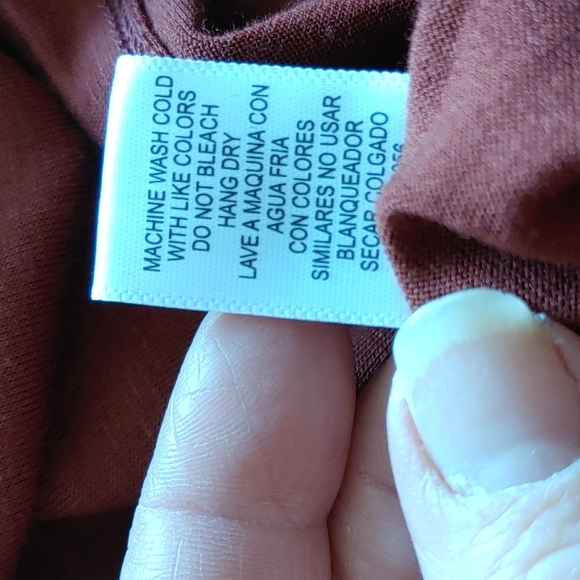 MACHINE WASH COLD
WITH LIKE COLORS
DO NOT BLEACH
HANG DRY
LAVE A MAQUINA CON
AGUA FRIA
CON COLORES
SIMILARES NO USAR
BLANQUEADOR
SECAR COLGADO